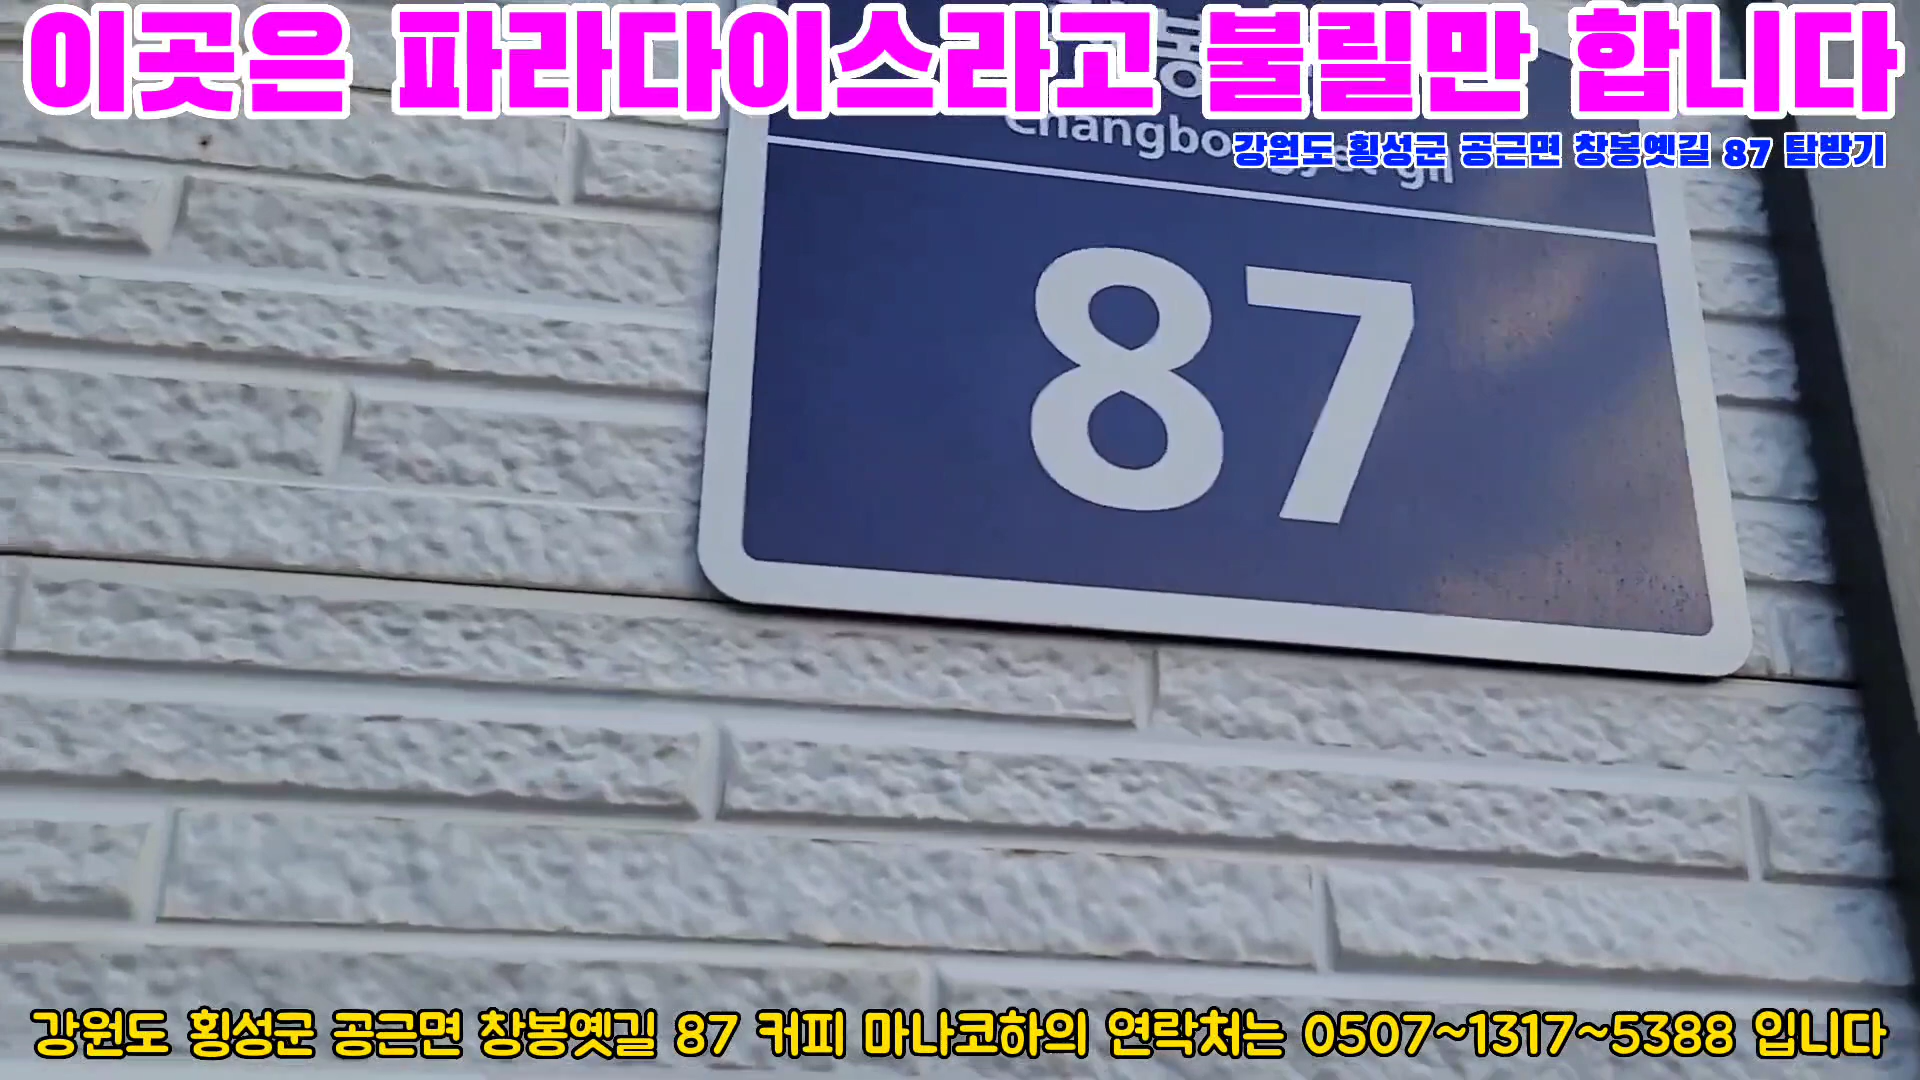 이곳은 파라다이스라고 불릴만 합니다
강원도 횡성군 공근면 창봉옛길 87 탐방기
87
강원도 횡성군 공근면 창봉옛길 87 커피 마나코하의 연락처는 0507~1317~5388 입니다